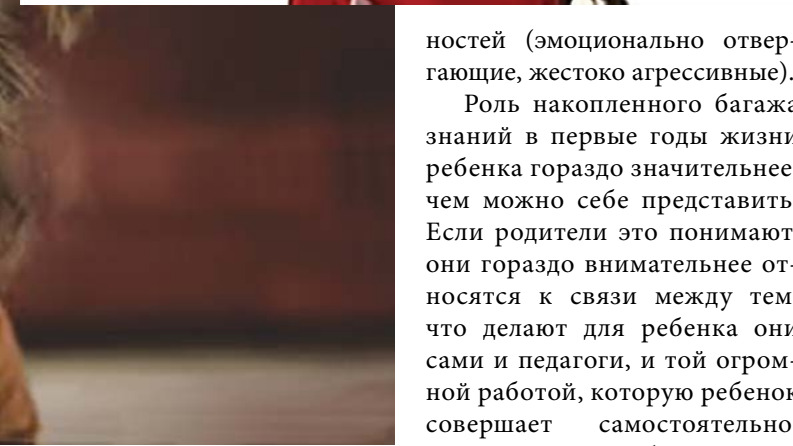 ностей (эмоционально отвер-
гающие, жестоко агрессивные).
Роль накопленного багажа
знаний в первые годы жизни
ребенка гораздо значительнее
чем можно себе представить
Если родители это понимают
они гораздо внимательнее от-
носятся к связи между тем
что делают для ребенка они
сами и педагоги, и той огром-
ной работой, которую ребенок
совершает самостоятельно